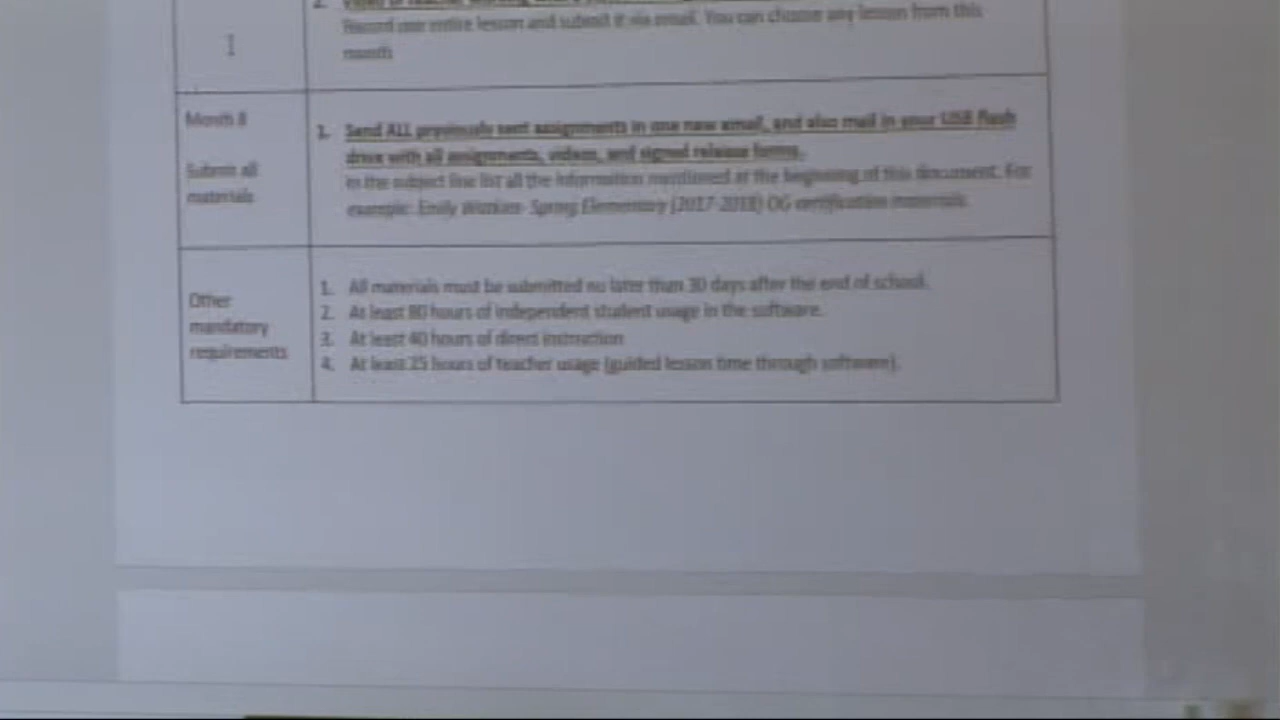 Record one entire lesson and submit it via email. You can choose any lesson from this
month
Month 8
Submit all
materials
1. Send ALL previously sent assignments in one new email, and also mail in your USB flash
drive with all assignments, videos, and signed release forms.
In the subject line list all the information mentioned at the beginning of this document. For
example: Emily Watkins- Spring Elementary (2017-2018) OG certification materials
Other
mandatory
requirements
1. All materials must be submitted no later than 30 days after the end of school.
2. At least 80 hours of independent student usage in the software.
3. At least 40 hours of direct instruction
4. At least 25 hours of teacher usage (guided lesson time through software).